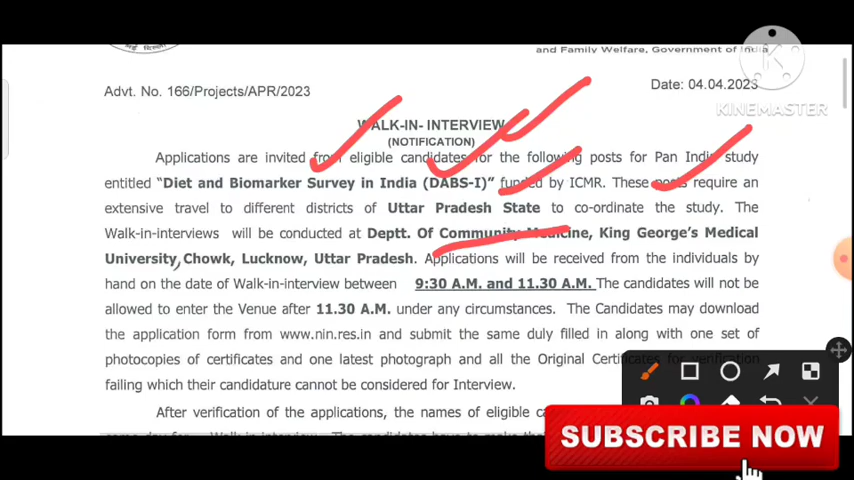 and Family Welfare, Government of India
Advt. No. 166/Projects/APR/2023
Date: 04.04.2023
KINEMASTER
WALK-IN- INTERVIEW
(NOTIFICATION)
Applications are invited from eligible candidates for the following posts for Pan India study
entitled “Diet and Biomarker Survey in India (DABS-I)” funded by ICMR. These posts require an
extensive travel to different districts of Uttar Pradesh State to co-ordinate the study. The
Walk-in-interviews will be conducted at Deptt. Of Community Medicine, King George’s Medical
University, Chowk, Lucknow, Uttar Pradesh. Applications will be received from the individuals by
hand on the date of Walk-in-interview between 9:30 A.M. and 11.30 A.M. The candidates will not be
allowed to enter the Venue after 11.30 A.M. under any circumstances. The Candidates may download
the application form from www.nin.res.in and submit the same duly filled in along with one set of
photocopies of certificates and one latest photograph and all the Original Certificates for verification
failing which their candidature cannot be considered for Interview.
After verification of the applications, the names of eligible
SUBSCRIBE NOW